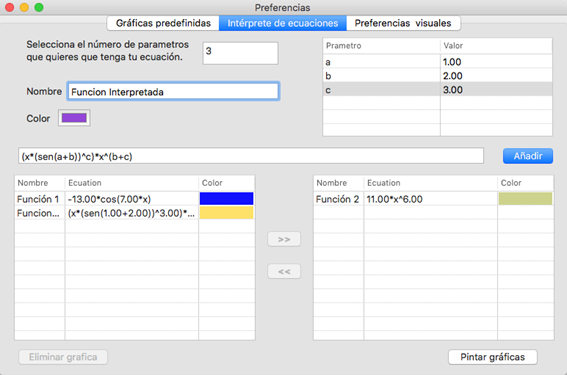 Preferencias
Gráficas predefinidas Intérprete de ecuaciones Preferencias visuales
Selecciona el número de parametros
que quieres que tenga tu ecuación.
3
Prametro Valor
a 1.00
b 2.00
c 3.00
Nombre Funcion Interpretada
Color
(x*(sen(a+b))^c)*x^(b+c)
Añadir
Nombre Ecuation Color
Función 1 -13.00*cos(7.00*x)
Funcion... (x*(sen(1.00+2.00))^3.00)*...
>>
<<
Nombre Ecuation Color
Función 2 11.00*x^6.00
Eliminar grafica
Pintar gráficas